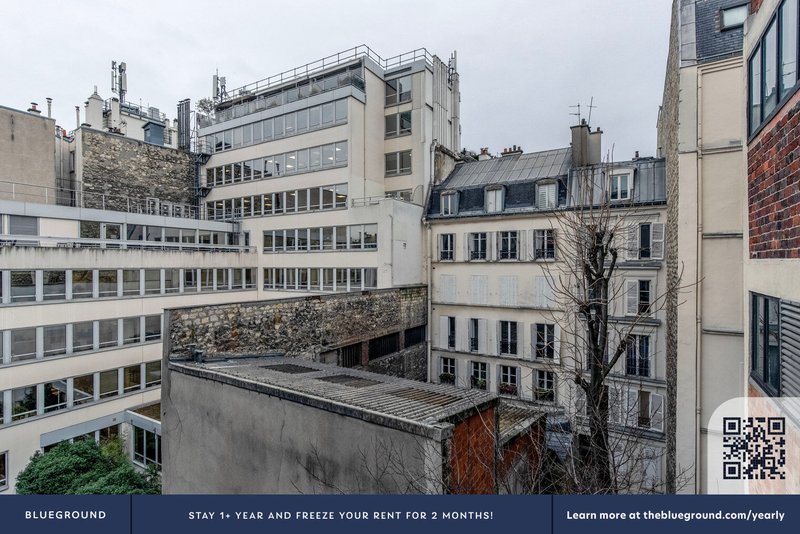 BLUEGROUND
STAY 1+ YEAR AND FREEZE YOUR RENT FOR 2 MONTHS!
Learn more at theblueground.com/yearly